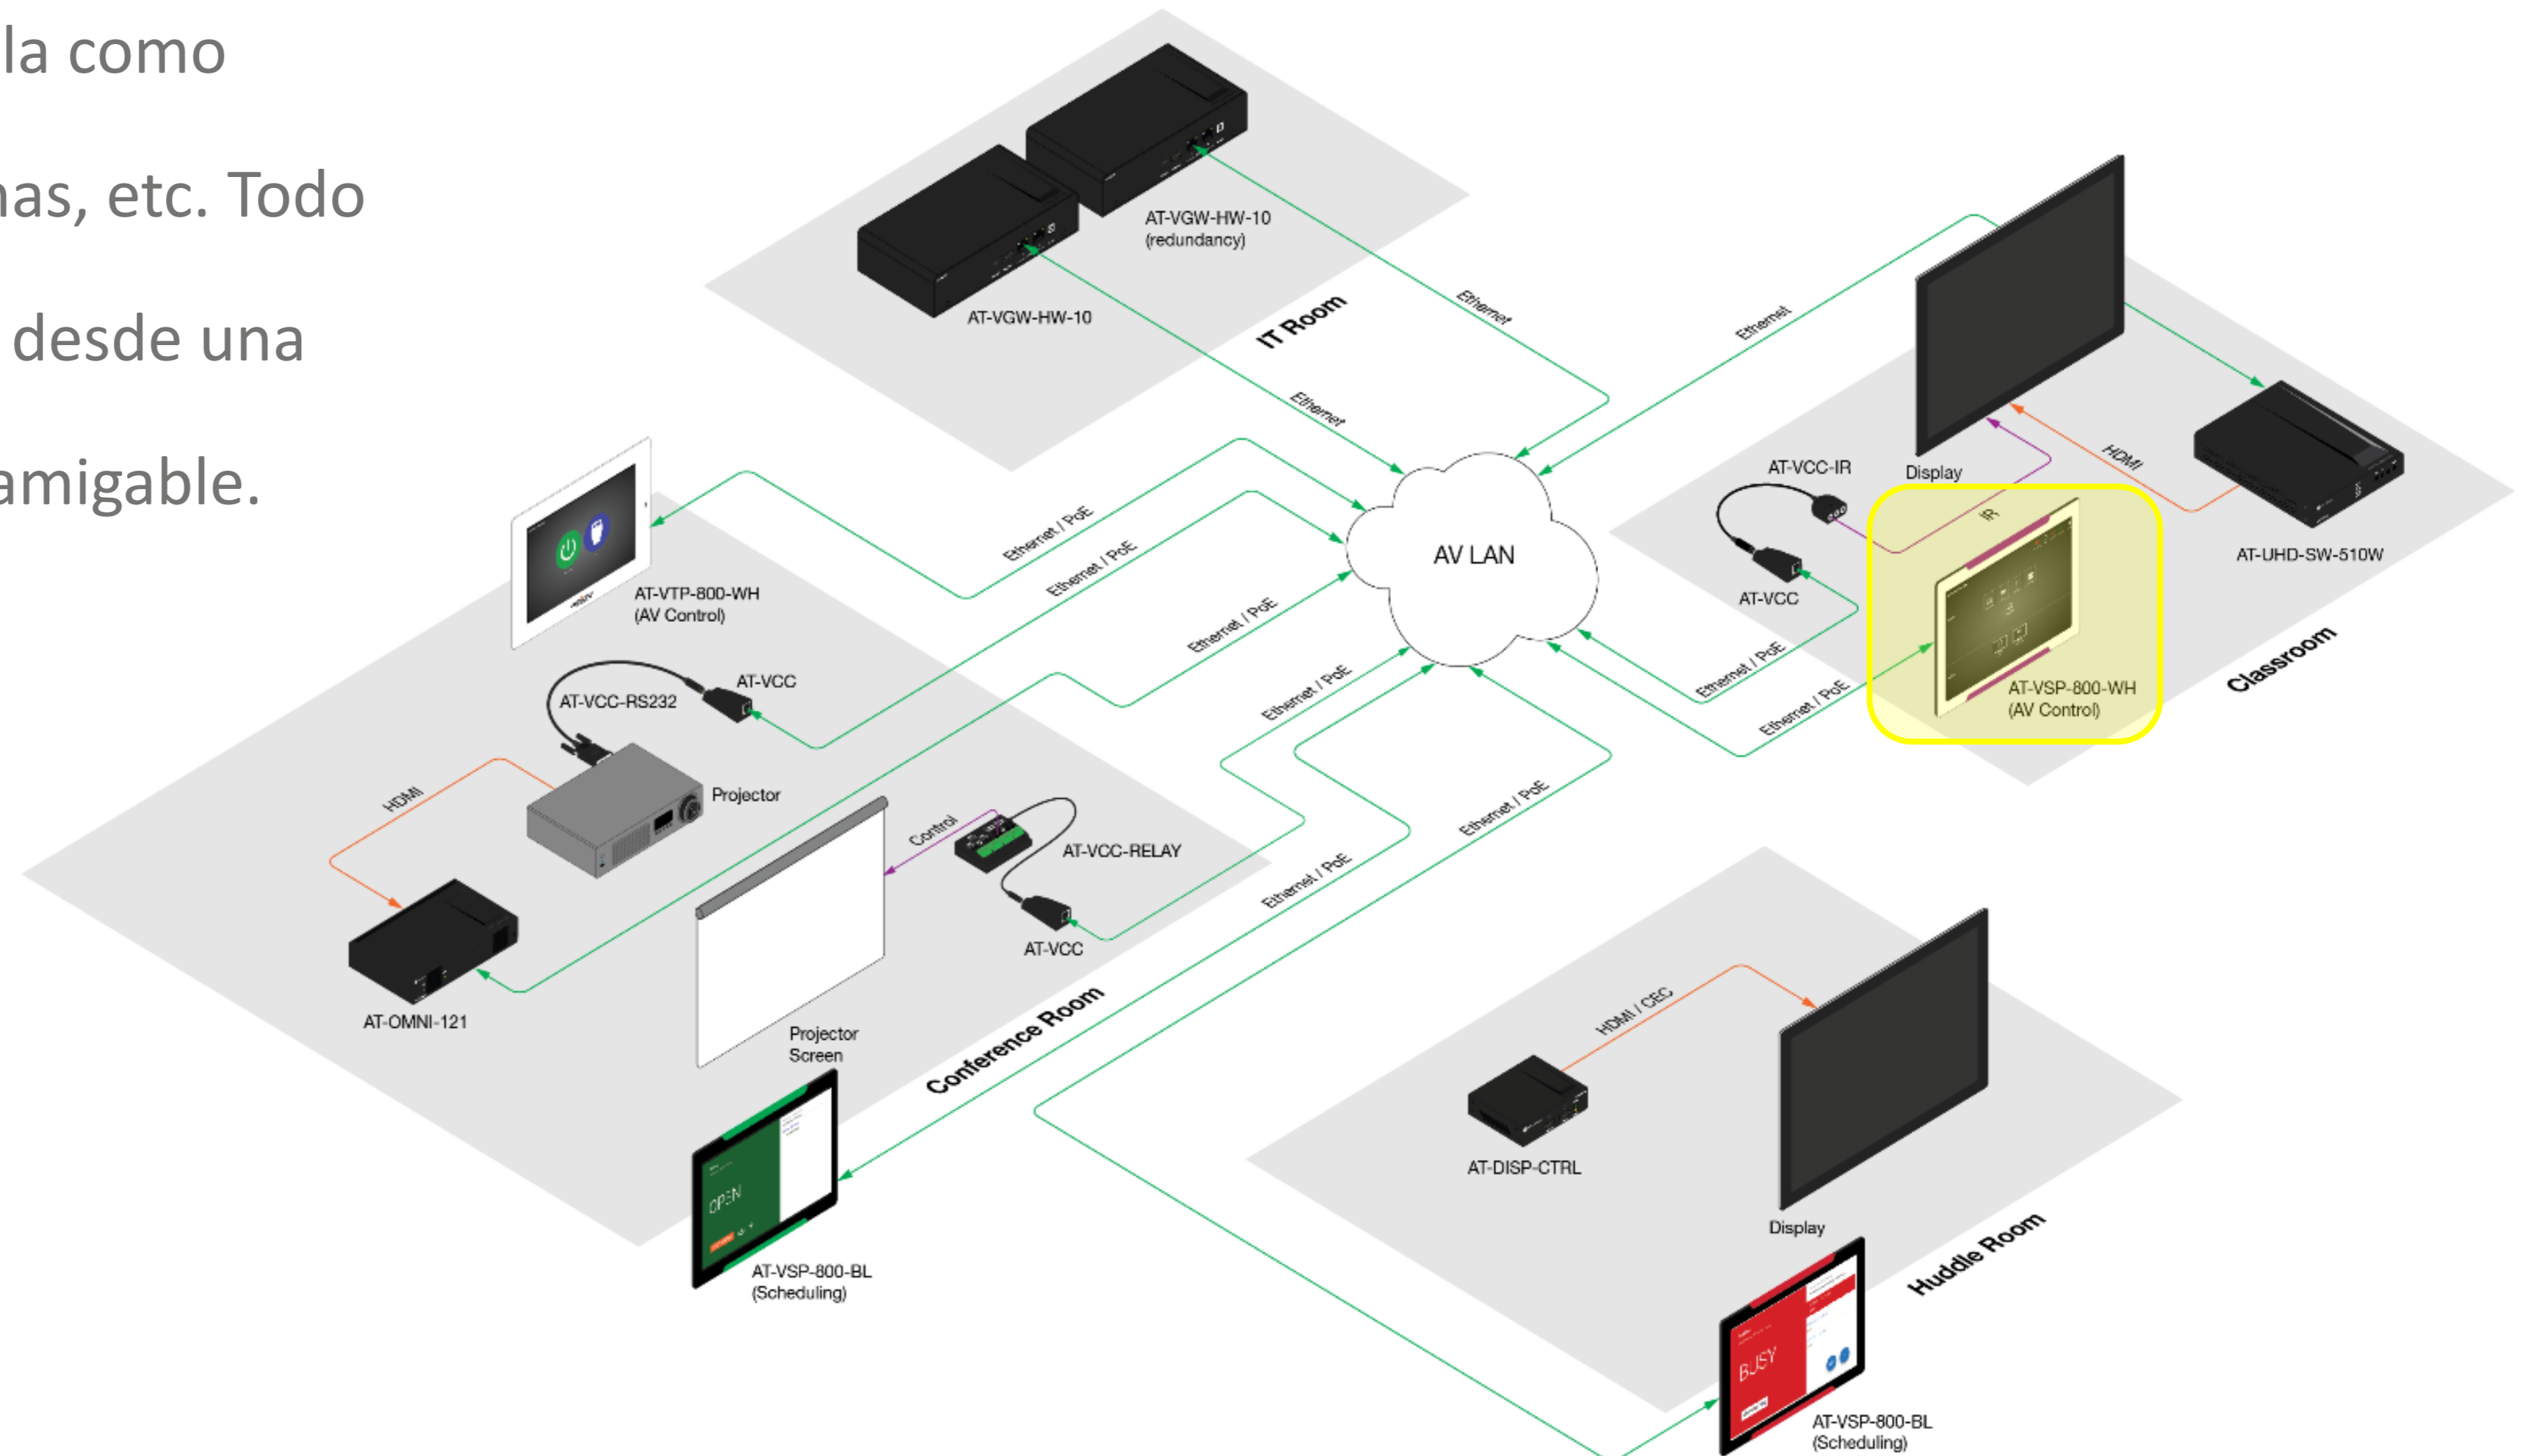 la como
nas, etc. Todo
desde una
amigable.
AT-VGW-HW-10
(redundancy)
AT-VGW-HW-10
IT Room
Ethernet
Ethernet
Ethernet
AT-VCC-IR
Display
HDMI
IR
AT-UHD-SW-510W
AT-VCC
AT-VSP-800-WH
(AV Control)
Classroom
AV LAN
Ethernet / PoE
Ethernet / PoE
Ethernet / PoE
Ethernet / PoE
Ethernet / PoE
Ethernet / PoE
Ethernet / PoE
Ethernet / PoE
AT-VTP-800-WH
(AV Control)
AT-VCC
AT-VCC-RS232
HDMI
Projector
Control
AT-VCC-RELAY
AT-VCC
AT-OMNI-121
Projector
Screen
Conference Room
OPEN
AT-VSP-800-BL
(Scheduling)
HDMI / CEC
AT-DISP-CTRL
Display
Huddle Room
BUSY
AT-VSP-800-BL
(Scheduling)